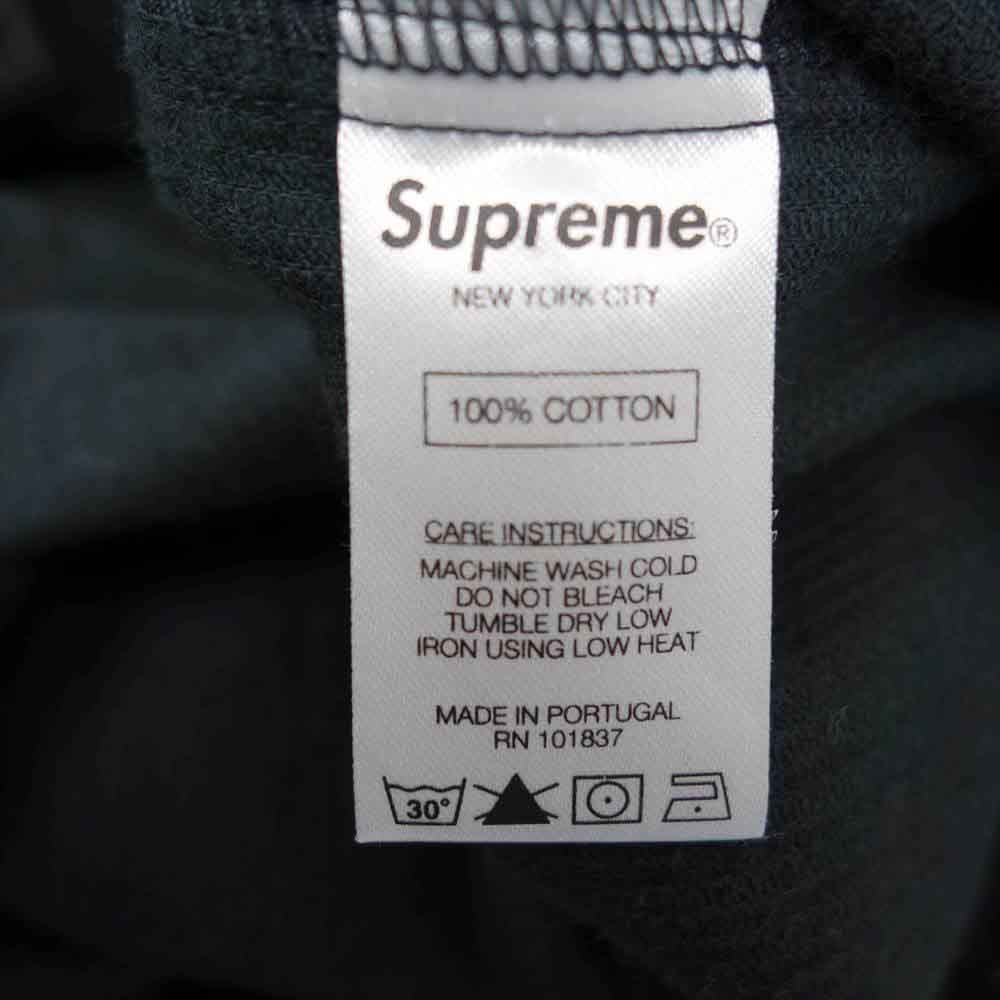 Supreme®
NEW YORK CITY
100% COTTON
CARE INSTRUCTIONS:
MACHINE WASH COLD
DO NOT BLEACH
TUMBLE DRY LOW
IRON USING LOW HEAT
MADE IN PORTUGAL
RN 101837
30°